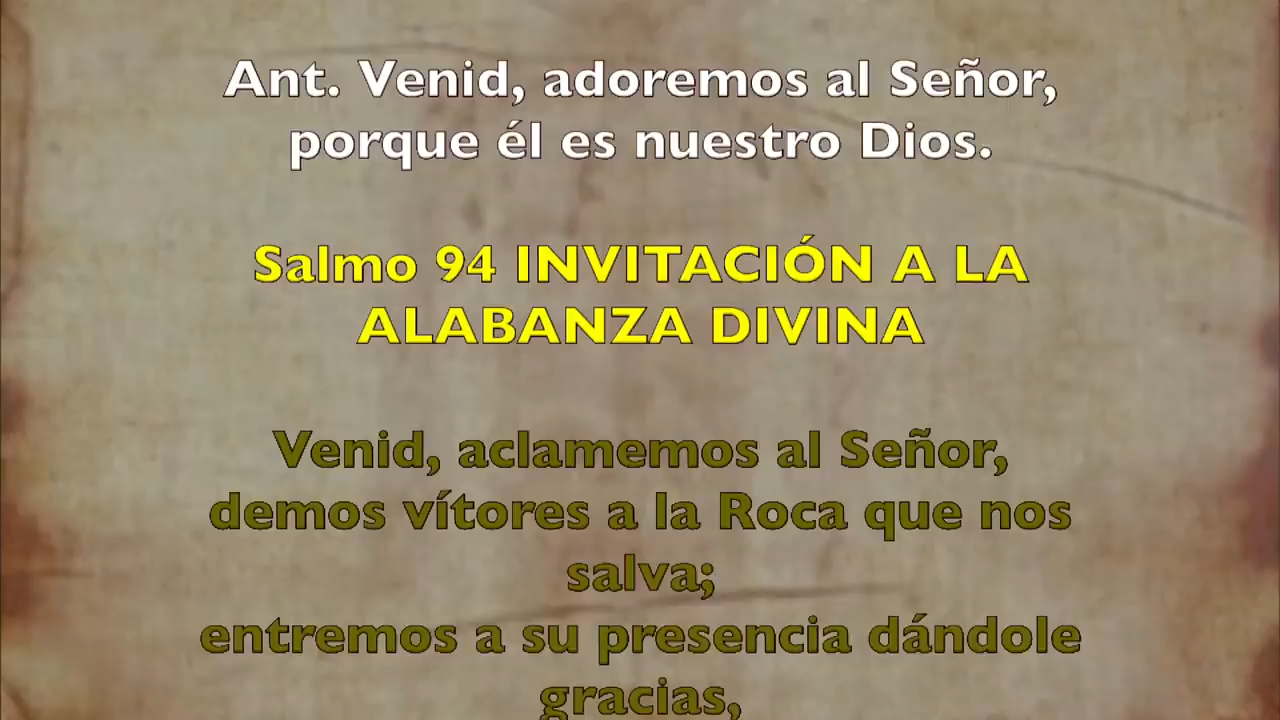 Ant. Venid, adoremos al Señor,
porque él es nuestro Dios.
Salmo 94 INVITACIÓN A LA
ALABANZA DIVINA
Venid, aclamemos al Señor,
demos vítores a la Roca que nos
salva;
entremos a su presencia dándole
gracias,